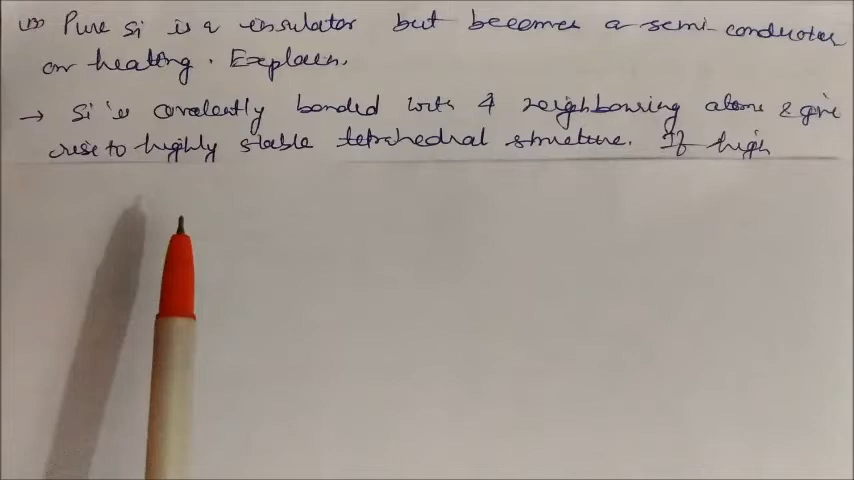 (13) Pure Si is a insulator but becomes a semi-conductor
on heating. Explain.
→ Si is covalently bonded with 4 neighbouring atoms & give
rise to highly stable tetrahedral structure. If high